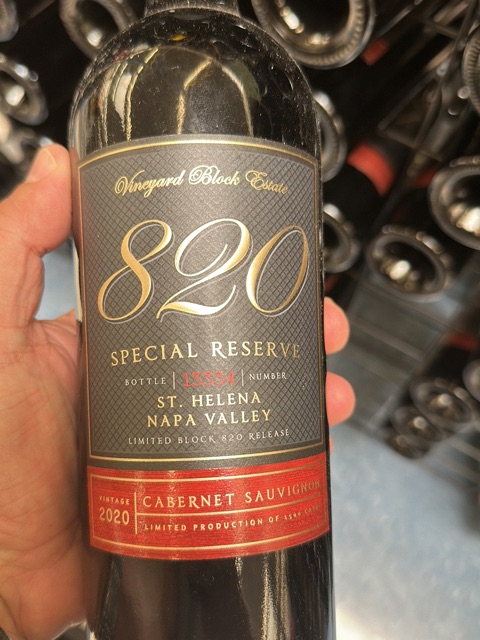 Vineyard Block Estate
820
SPECIAL RESERVE
BOTTLE | 13334 | NUMBER
ST. HELENA
NAPA VALLEY
LIMITED BLOCK 820 RELEASE
VINTAGE
2020
CABERNET SAUVIGNON
LIMITED PRODUCTION OF